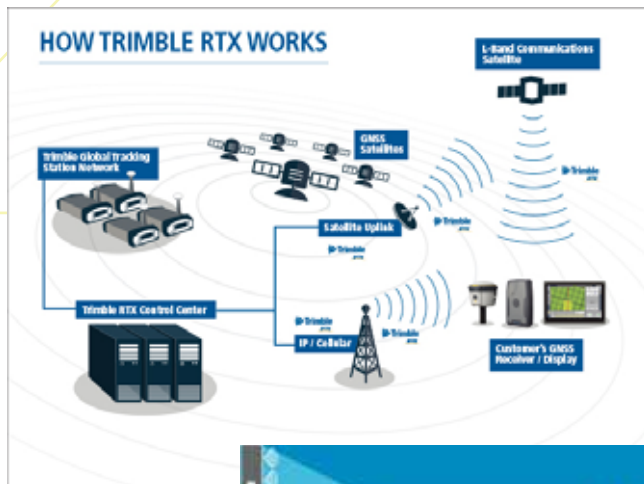 HOW TRIMBLE RTX WORKS
L-Band Communications
Satellite
GNSS
Satellites
Trimble Global Tracking
Station Network
Trimble
Satellite Uplink
Trimble
Trimble
Trimble RTX Control Center
Trimble
IP / Cellular
Trimble
Customer's GNSS
Receiver / Display